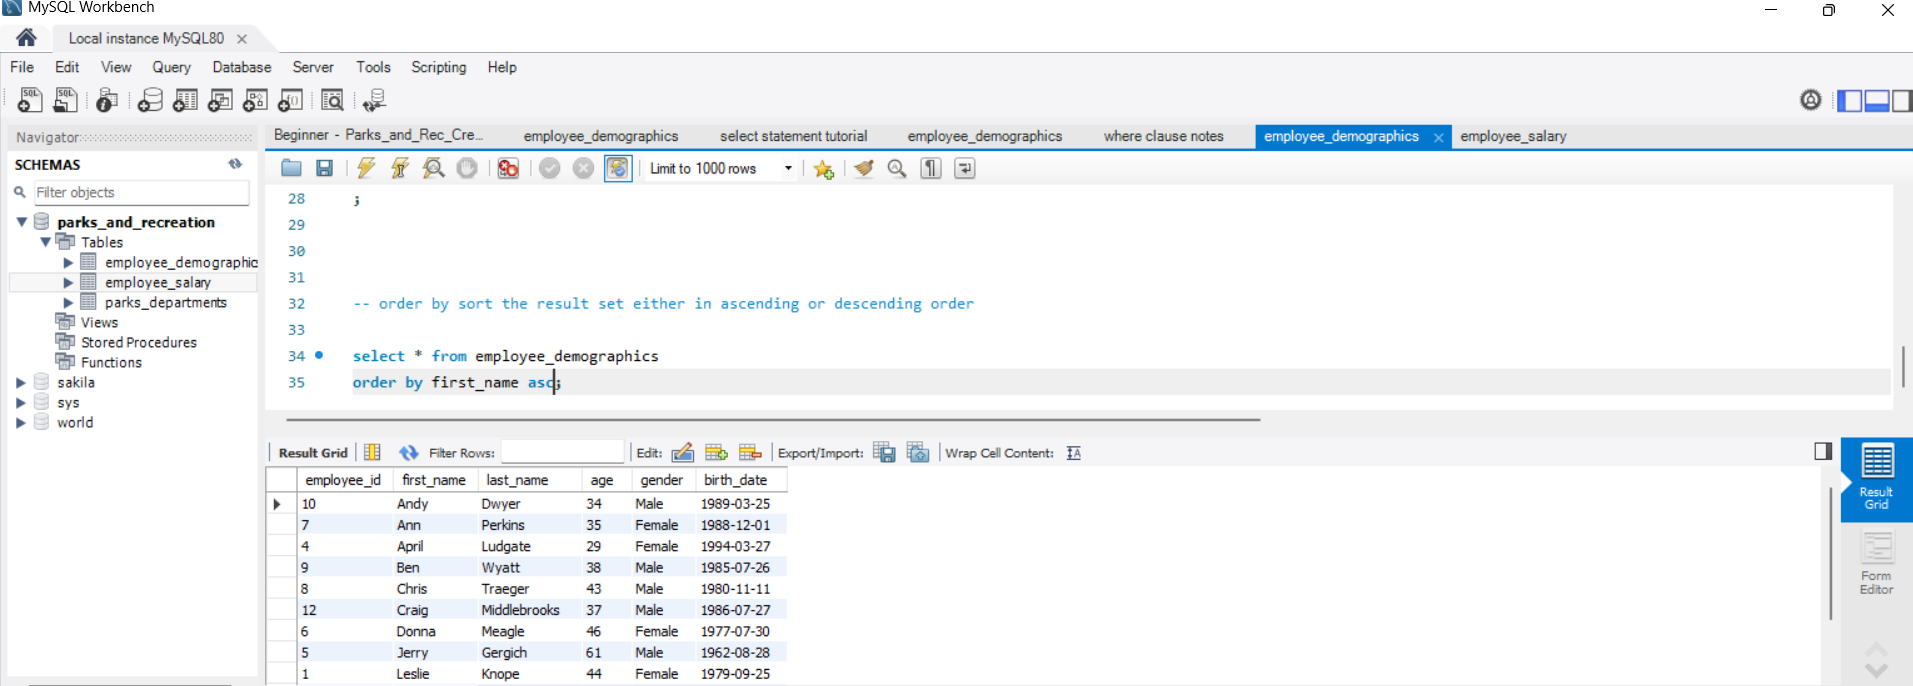 MySQL Workbench
Local instance MySQL80
File Edit View Query Database Server Tools Scripting Help
Navigator
SCHEMAS
Filter objects
parks_and_recreation
Tables
employee_demographic
employee_salary
parks_departments
Views
Stored Procedures
Functions
sakila
sys
world
Beginner - Parks_and_Rec_Cre... employee_demographics select statement tutorial employee_demographics where clause notes employee_demographics employee_salary
Limit to 1000 rows
28 ;
29
30
31
32 -- order by sort the result set either in ascending or descending order
33
34 select * from employee_demographics
35 order by first_name asc;
Result Grid Filter Rows: Edit: Export/Import: Wrap Cell Content:
employee_id first_name last_name age gender birth_date
10 Andy Dwyer 34 Male 1989-03-25
7 Ann Perkins 35 Female 1988-12-01
4 April Ludgate 29 Female 1994-03-27
9 Ben Wyatt 38 Male 1985-07-26
8 Chris Traeger 43 Male 1980-11-11
12 Craig Middlebrooks 37 Male 1986-07-27
6 Donna Meagle 46 Female 1977-07-30
5 Jerry Gergich 61 Male 1962-08-28
1 Leslie Knope 44 Female 1979-09-25
Result
Grid
Form
Editor